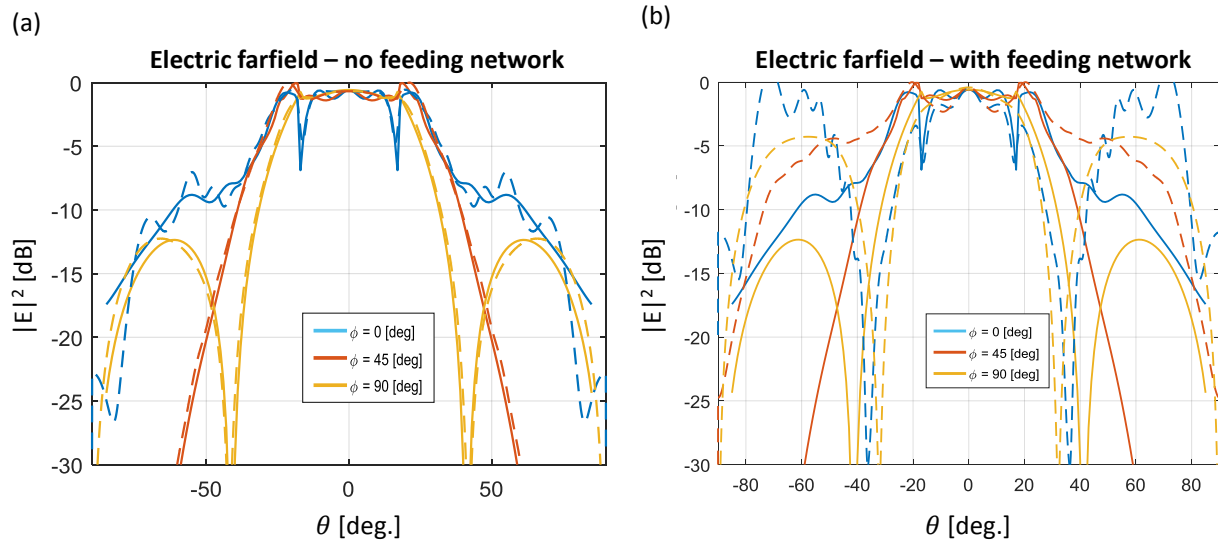 (a)
Electric farfield – no feeding network
0
-5
-10
-15
-20
-25
-30
|E|² [dB]
-50
0
50
θ [deg.]
ϕ = 0 [deg]
ϕ = 45 [deg]
ϕ = 90 [deg]
(b)
Electric farfield – with feeding network
0
-5
-10
-15
-20
-25
-30
|E|² [dB]
-80
-60
-40
-20
0
20
40
60
80
θ [deg.]
ϕ = 0 [deg]
ϕ = 45 [deg]
ϕ = 90 [deg]